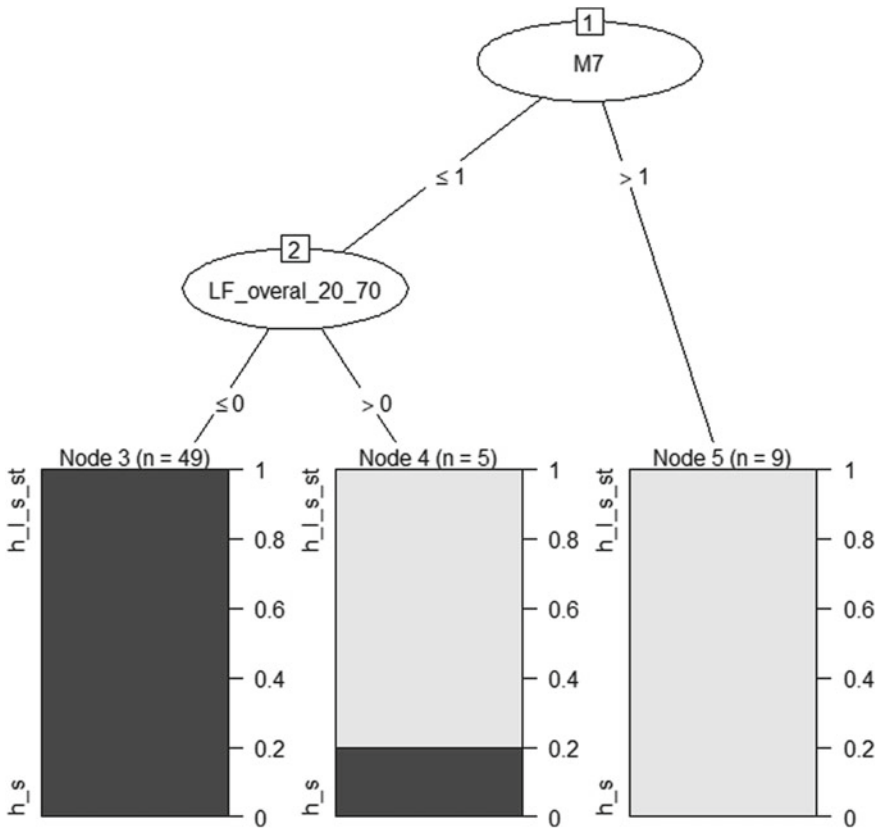 1
M7
≤ 1
> 1
2
LF_overal_20_70
≤ 0
> 0
Node 3 (n = 49)
h_l_s_st
h_s
1
0.8
0.6
0.4
0.2
0
Node 4 (n = 5)
h_l_s_st
h_s
1
0.8
0.6
0.4
0.2
0
Node 5 (n = 9)
h_l_s_st
h_s
1
0.8
0.6
0.4
0.2
0